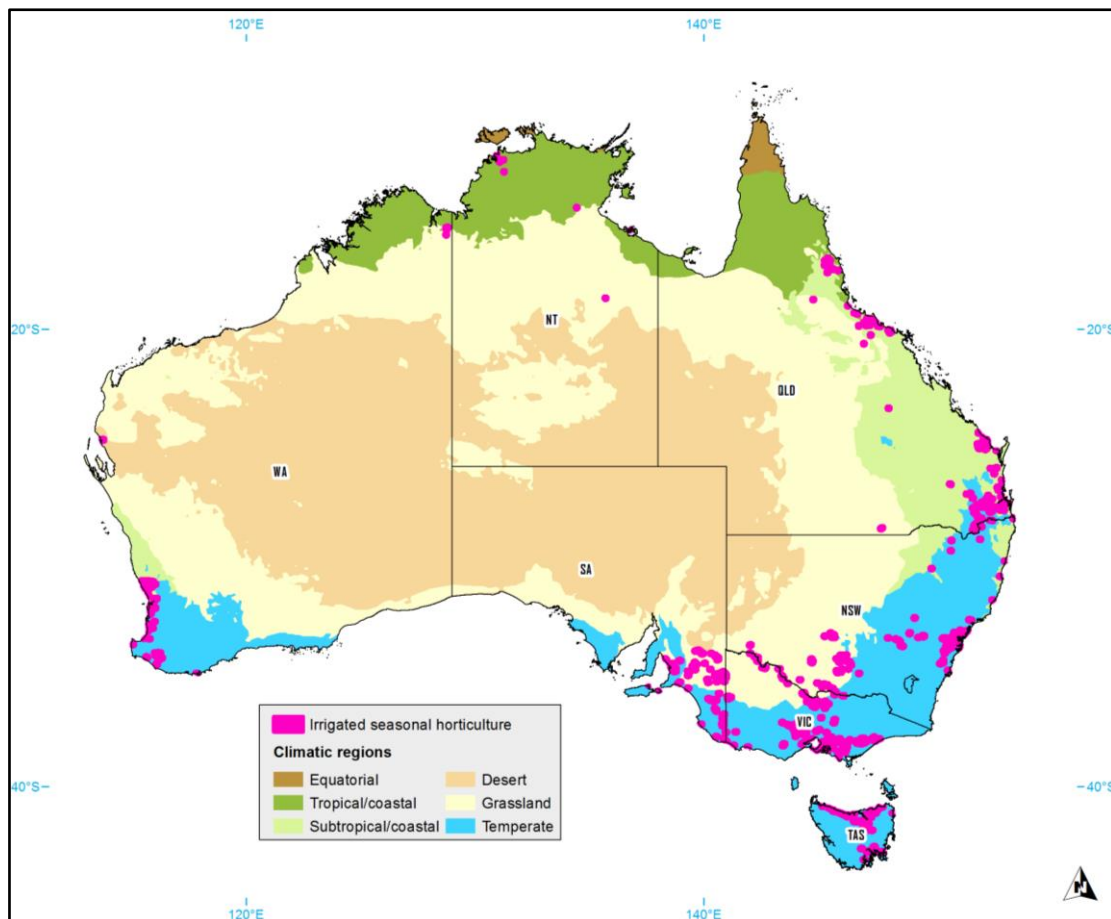 120°E 140°E
NT
20°S 20°S
QLD
WA
SA
NSW
Irrigated seasonal horticulture
Climatic regions
VIC
Equatorial Desert
40°S 40°S
Tropical/coastal Grassland
Subtropical/coastal Temperate
TAS
N
120°E 140°E